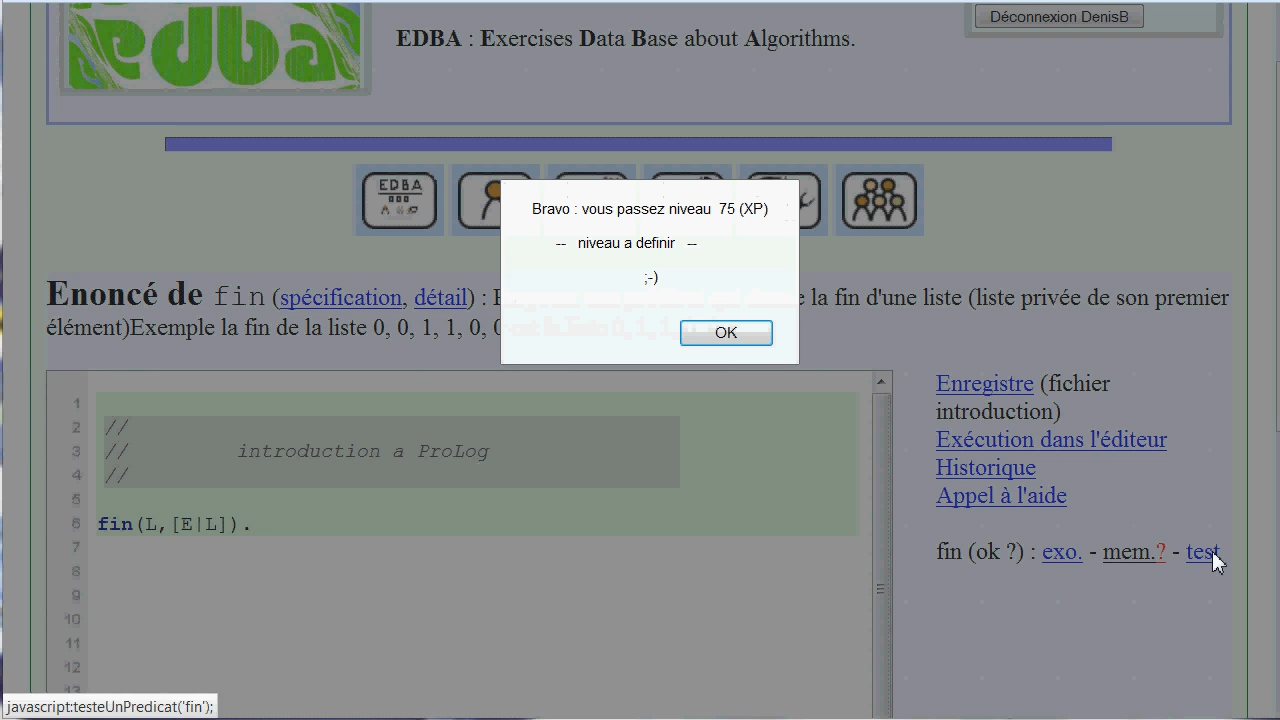 edba
Déconnexion DenisB
EDBA : Exercises Data Base about Algorithms.
EDBA
Bravo : vous passez niveau 75 (XP)
-- niveau a definir --
;-)
OK
Enoncé de fin (spécification, détail) : la fin d'une liste (liste privée de son premier
élément)Exemple la fin de la liste 0, 0, 1, 1, 0, 0
1
2 //
3 // introduction a ProLog
4 //
5
6 fin(L,[E|L]).
7
8
9
10
11
12
13
Enregistre (fichier
introduction)
Exécution dans l'éditeur
Historique
Appel à l'aide
fin (ok ?) : exo. - mem.? - test
javascript:testeUnPredicat('fin');